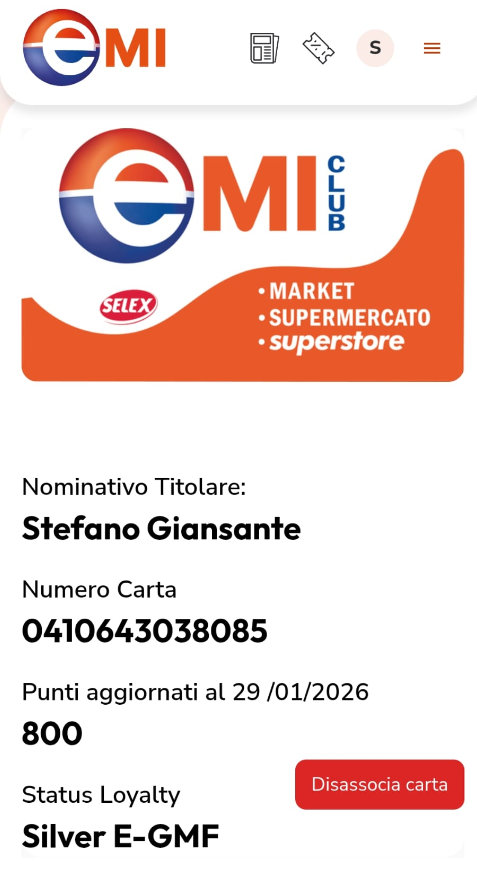 eMI
S
eMI CLUB
SELEX
• MARKET
• SUPERMERCATO
• superstore
Nominativo Titolare:
Stefano Giansante
Numero Carta
0410643038085
Punti aggiornati al 29 /01/2026
800
Disassocia carta
Status Loyalty
Silver E-GMF